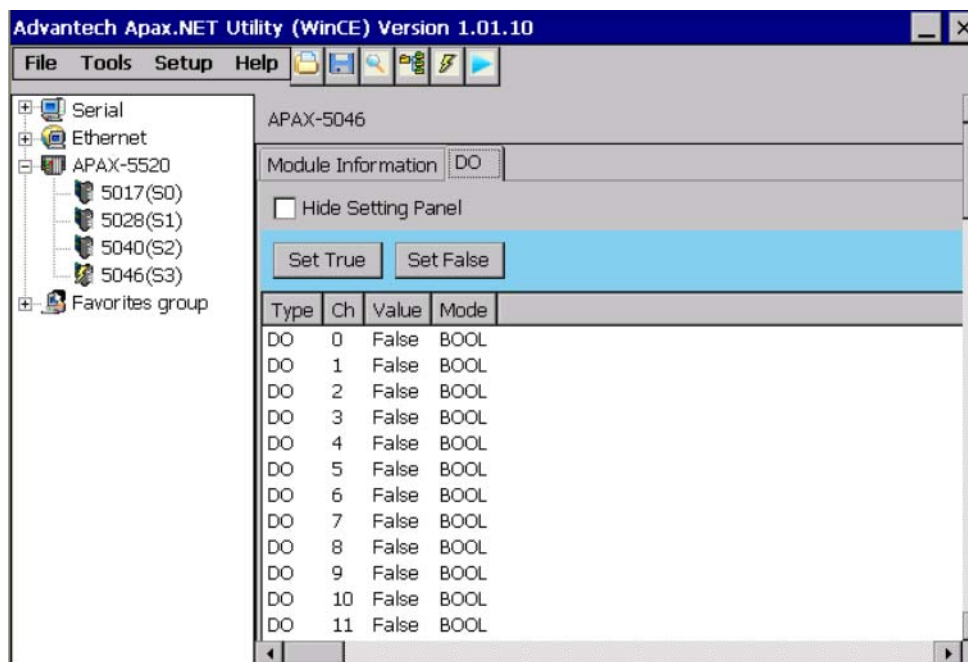 Advantech Apax.NET Utility (WinCE) Version 1.01.10
File Tools Setup Help
Serial
Ethernet
APAX-5520
5017(S0)
5028(S1)
5040(S2)
5046(S3)
Favorites group
APAX-5046
Module Information DO
Hide Setting Panel
Set True Set False
Type Ch Value Mode
DO 0 False BOOL
DO 1 False BOOL
DO 2 False BOOL
DO 3 False BOOL
DO 4 False BOOL
DO 5 False BOOL
DO 6 False BOOL
DO 7 False BOOL
DO 8 False BOOL
DO 9 False BOOL
DO 10 False BOOL
DO 11 False BOOL